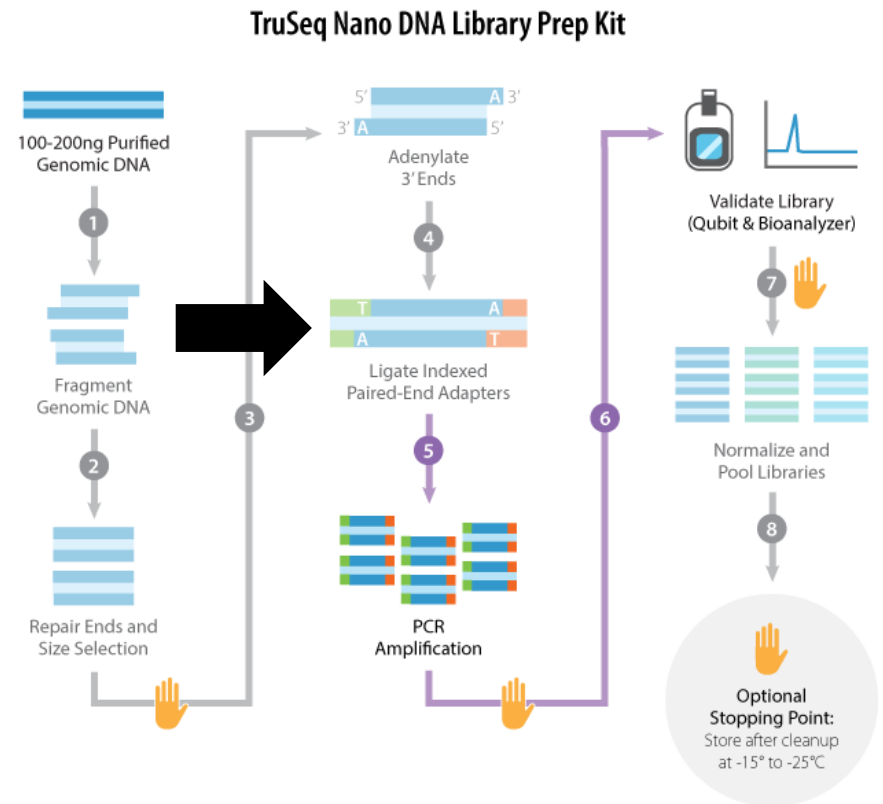 TruSeq Nano DNA Library Prep Kit
100-200ng Purified
Genomic DNA
1
Fragment
Genomic DNA
2
Repair Ends and
Size Selection
3
5' A 3'
3' A 5'
Adenylate
3' Ends
4
T A
A T
Ligate Indexed
Paired-End Adapters
5
PCR
Amplification
6
Validate Library
(Qubit & Bioanalyzer)
7
Normalize and
Pool Libraries
8
Optional
Stopping Point:
Store after cleanup
at -15° to -25°C